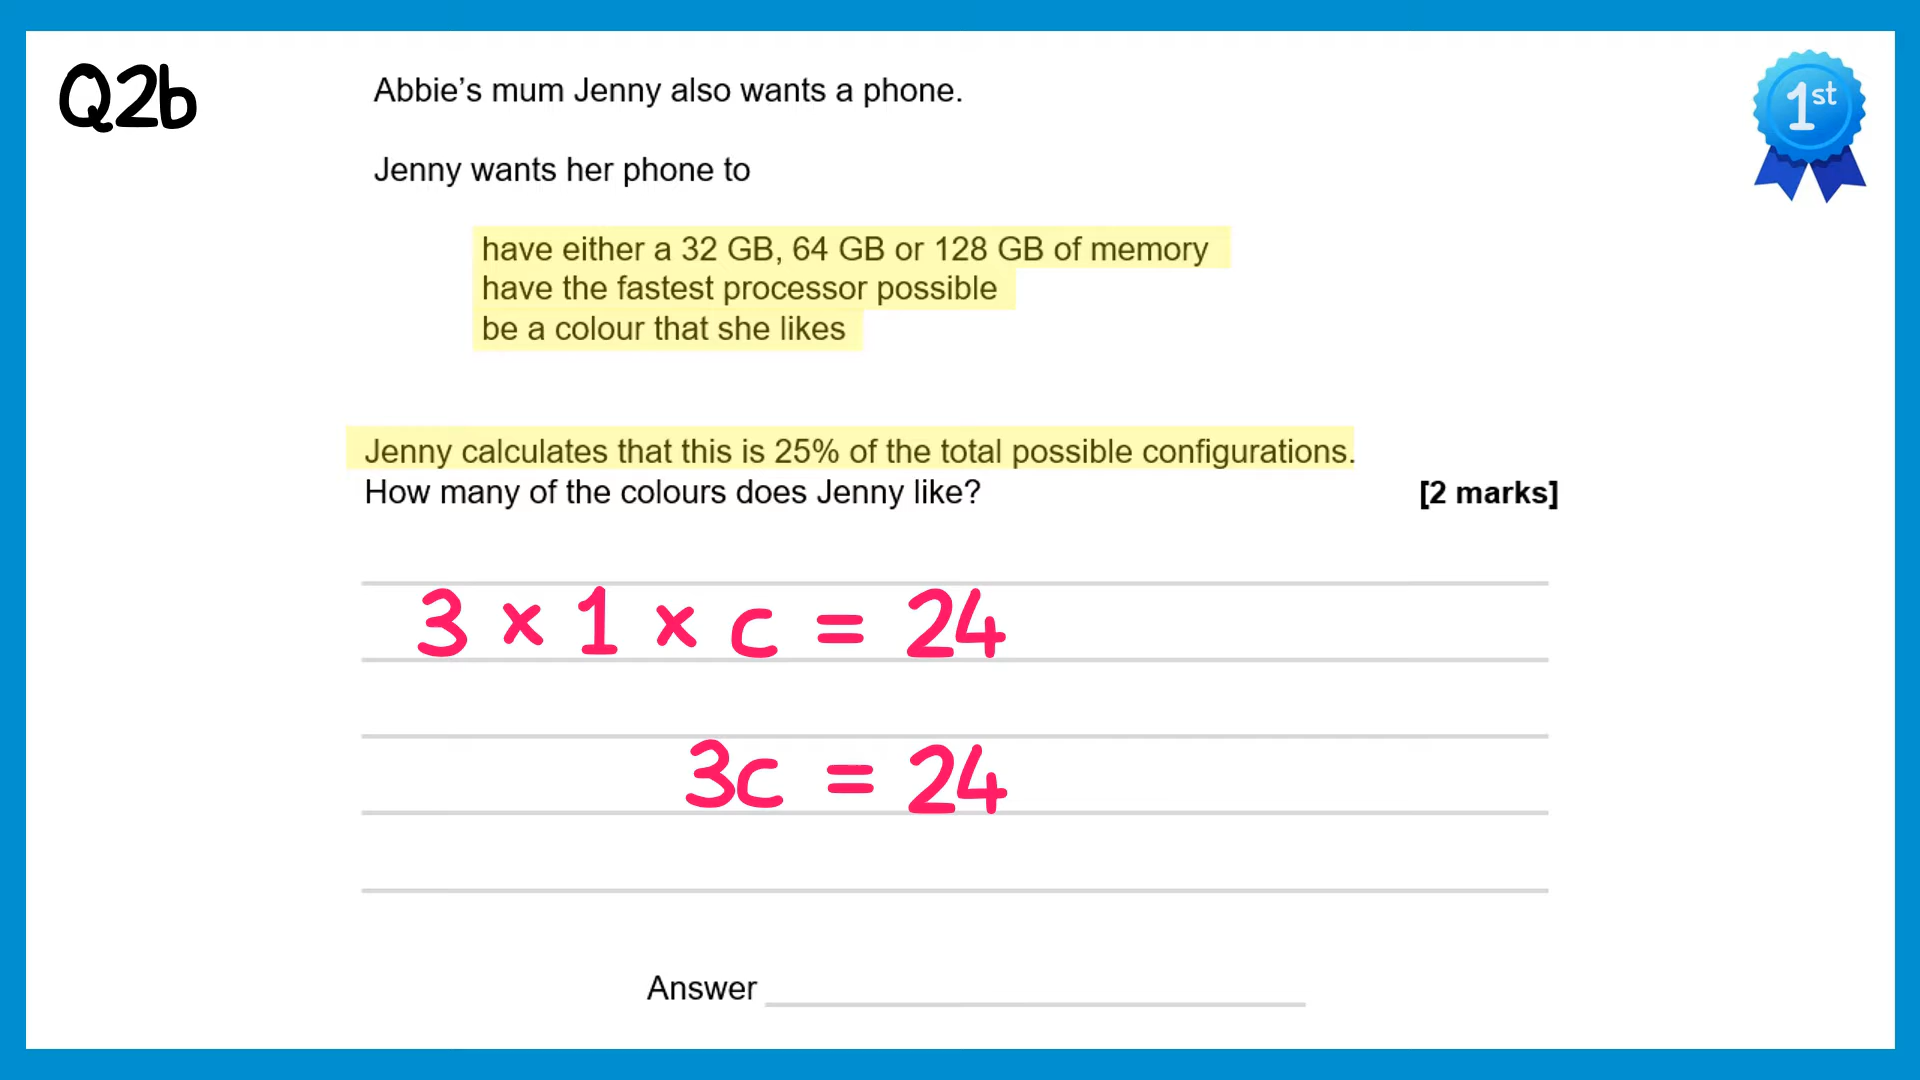 Q2b
1st
Abbie’s mum Jenny also wants a phone.
Jenny wants her phone to
have either a 32 GB, 64 GB or 128 GB of memory
have the fastest processor possible
be a colour that she likes
Jenny calculates that this is 25% of the total possible configurations.
How many of the colours does Jenny like? [2 marks]
3 × 1 × c = 24
3c = 24
Answer